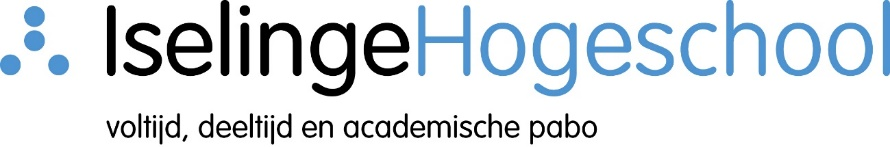 IselingeHogeschool
voltijd, deeltijd en academische pabo